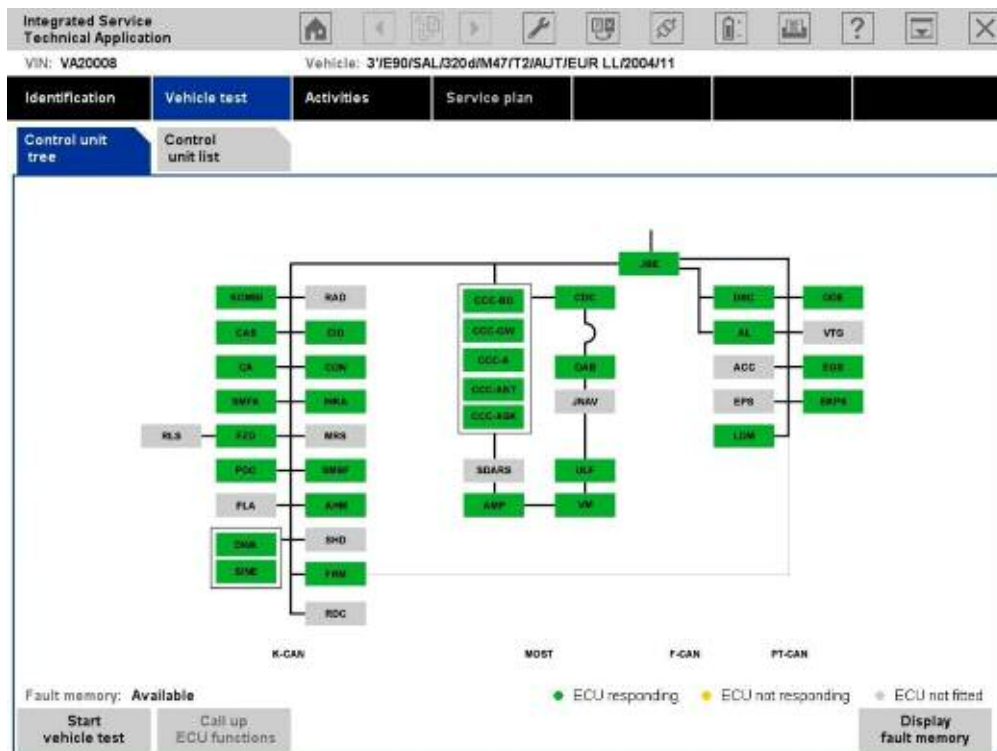 Integrated Service
Technical Application
VIN: VA20008
Vehicle: 3'/E90/SAL/320d/M47/T2/AUT/EUR LL/2004/11
Identification
Vehicle test
Activities
Service plan
Control unit
tree
Control
unit list
JBE
KOMBI
RAD
CCC-BO
CDC
DSC
DDE
CAS
CID
CCC-GW
AL
VTG
CA
CON
CCC-A
DAB
ACC
EGS
SMFA
NIKA
CCC-ANT
JNAV
EPS
EKPS
CCC-ASK
RLS
FZD
MRS
LDM
PDC
SMBF
SDARS
ULF
FLA
AHM
AMP
VM
DWA
SHD
SINE
FRM
RDC
K-CAN
MOST
F-CAN
PT-CAN
Fault memory: Available
ECU responding
ECU not responding
ECU not fitted
Start
vehicle test
Call up
ECU functions
Display
fault memory